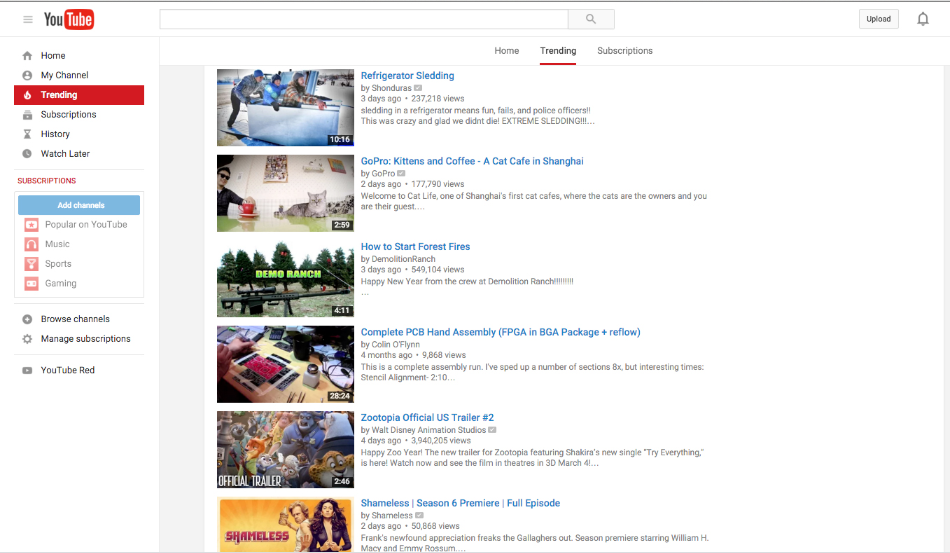 YouTube
Upload
Home
Trending
Subscriptions
Home
My Channel
Trending
Subscriptions
History
Watch Later
SUBSCRIPTIONS
Add channels
Popular on YouTube
Music
Sports
Gaming
Browse channels
Manage subscriptions
YouTube Red
10:16
Refrigerator Sledding
by Shonduras
3 days ago • 237,218 views
sledding in a refrigerator means fun, fails, and police officers!!
This was crazy and glad we didnt die! EXTREME SLEDDING!!!...
2:59
GoPro: Kittens and Coffee - A Cat Cafe in Shanghai
by GoPro
2 days ago • 177,790 views
Welcome to Cat Life, one of Shanghai's first cat cafes, where the cats are the owners and you
are their guest....
DEMO RANCH
4:11
How to Start Forest Fires
by DemolitionRanch
3 days ago • 549,104 views
Happy New Year from the crew at Demolition Ranch!!!!!!!!!
...
28:24
Complete PCB Hand Assembly (FPGA in BGA Package + reflow)
by Colin O'Flynn
4 months ago • 9,868 views
This is a complete assembly run. I've sped up a number of sections 8x, but interesting times:
Stencil Alignment- 2:10...
OFFICIAL TRAILER
2:46
Zootopia Official US Trailer #2
by Walt Disney Animation Studios
4 days ago • 3,940,205 views
Happy Zoo Year! The new trailer for Zootopia featuring Shakira's new single "Try Everything,"
is here! Watch now and see the film in theatres in 3D March 4!...
SHAMELESS
Shameless | Season 6 Premiere | Full Episode
by Shameless
2 days ago • 50,868 views
Frank's newfound appreciation freaks the Gallaghers out. Season premiere starring William H.
Macy and Emmy Rossum....